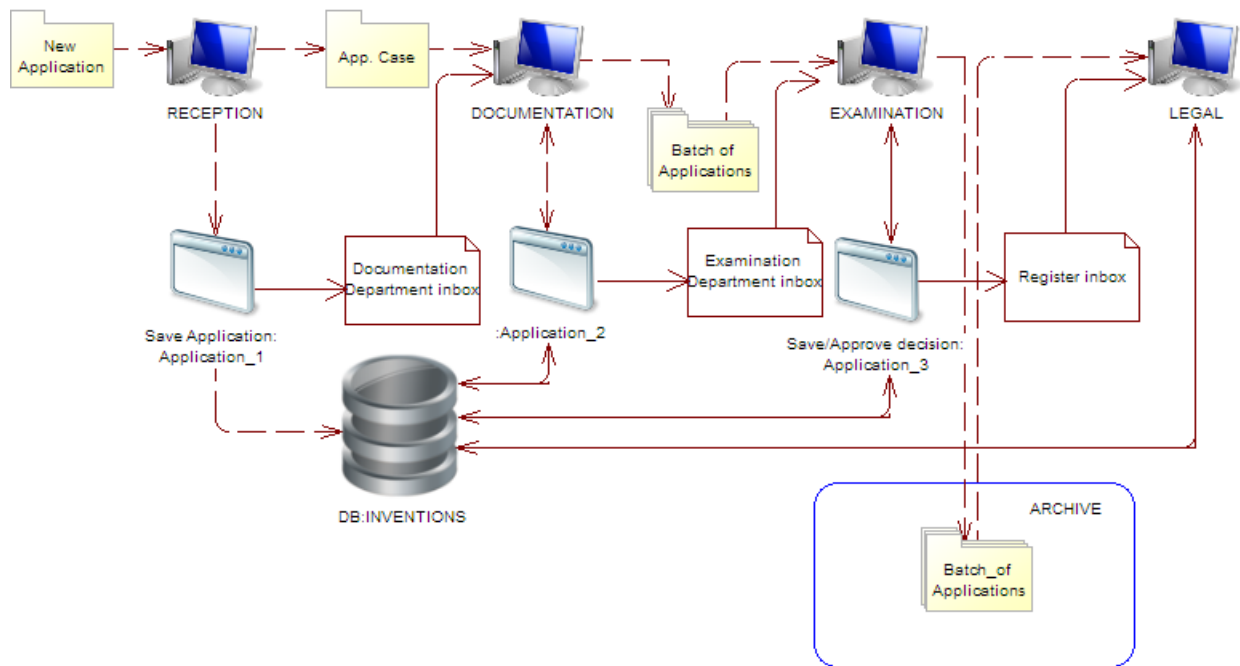 New
Application
App. Case
RECEPTION
DOCUMENTATION
EXAMINATION
LEGAL
Batch of
Applications
Documentation
Department inbox
Examination
Department inbox
Register inbox
Save Application:
Application_1
:Application_2
Save/Approve decision:
Application_3
DB:INVENTIONS
ARCHIVE
Batch_of
Applications